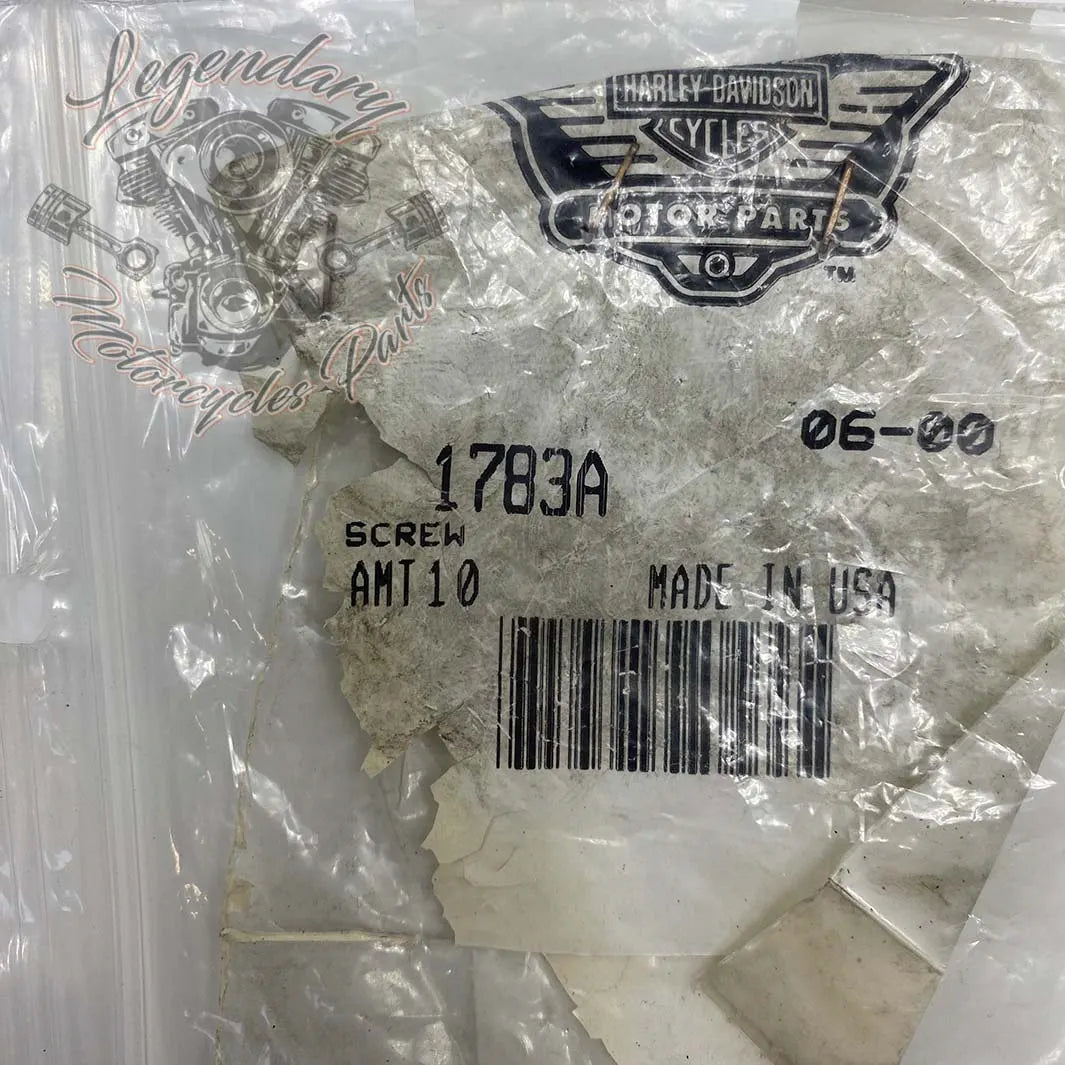 Legendary
Motorcycles Parts
HARLEY-DAVIDSON
CYCLES
MOTOR PARTS
TM
06-00
1783A
SCREW
AMT10 MADE IN USA